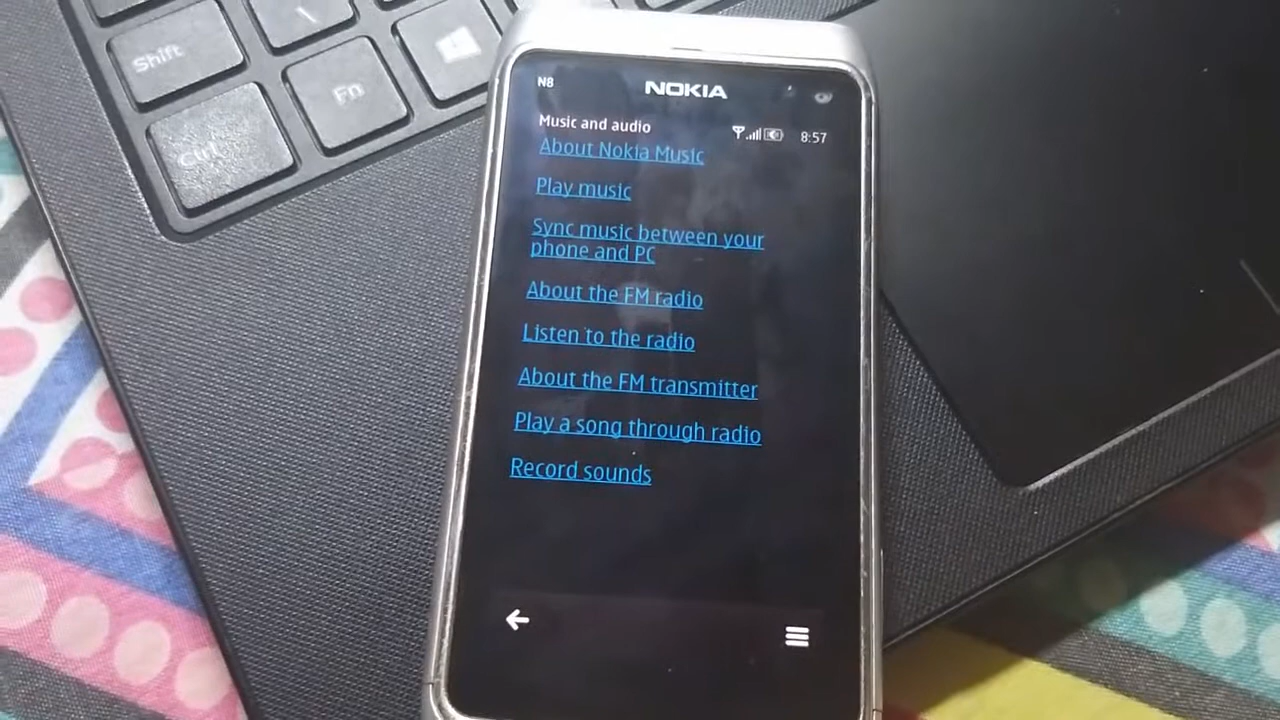 Shift
\
Fn
Ctrl
N8
NOKIA
Music and audio
8:57
About Nokia Music
Play music
Sync music between your
phone and PC
About the FM radio
Listen to the radio
About the FM transmitter
Play a song through radio
Record sounds